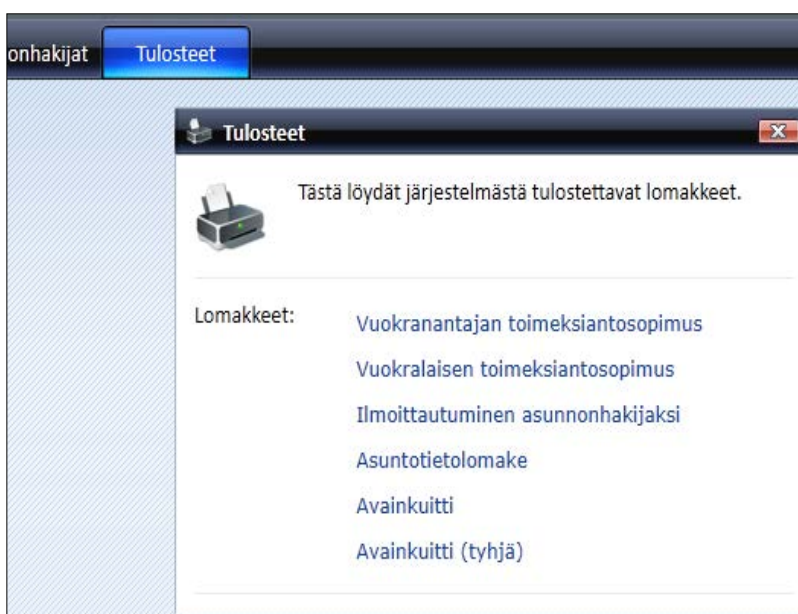 onhakijat Tulosteet
Tulosteet
Tästä löydät järjestelmästä tulostettavat lomakkeet.
Lomakkeet:
Vuokranantajan toimeksiantosopimus
Vuokralaisen toimeksiantosopimus
Ilmoittautuminen asunnonhakijaksi
Asuntotietolomake
Avainkuitti
Avainkuitti (tyhjä)